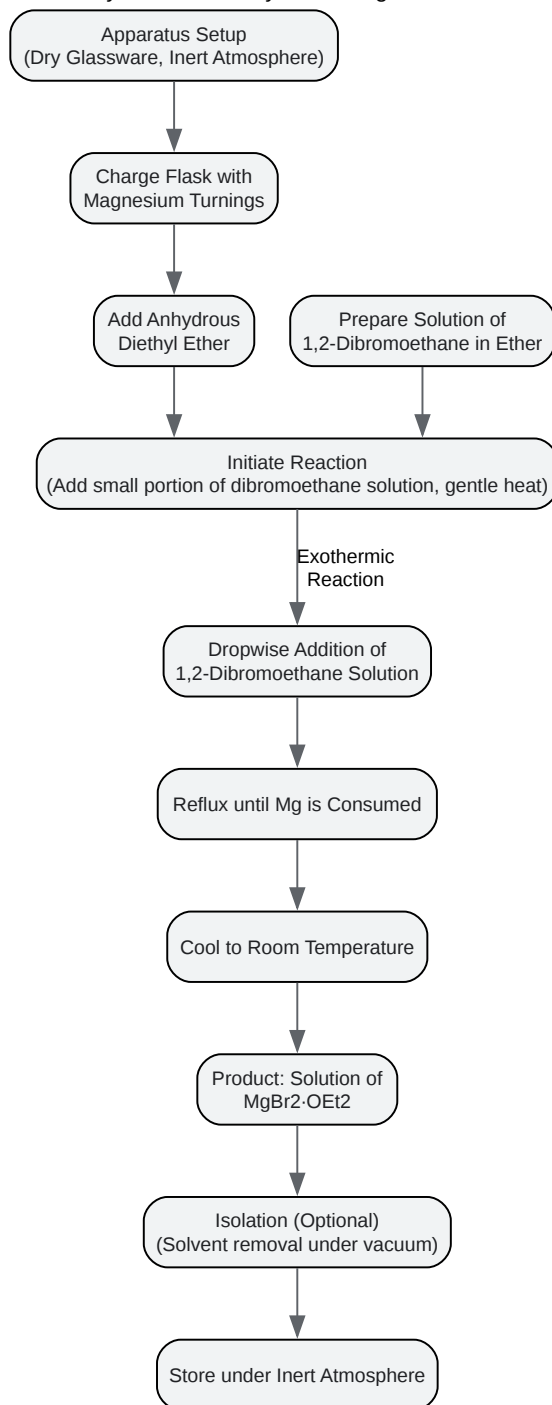 Apparatus Setup
(Dry Glassware, Inert Atmosphere)
Charge Flask with
Magnesium Turnings
Add Anhydrous
Diethyl Ether
Prepare Solution of
1,2-Dibromoethane in Ether
Initiate Reaction
(Add small portion of dibromoethane solution, gentle heat)
Exothermic
Reaction
Dropwise Addition of
1,2-Dibromoethane Solution
Reflux until Mg is Consumed
Cool to Room Temperature
Product: Solution of
MgBr2·OEt2
Isolation (Optional)
(Solvent removal under vacuum)
Store under Inert Atmosphere